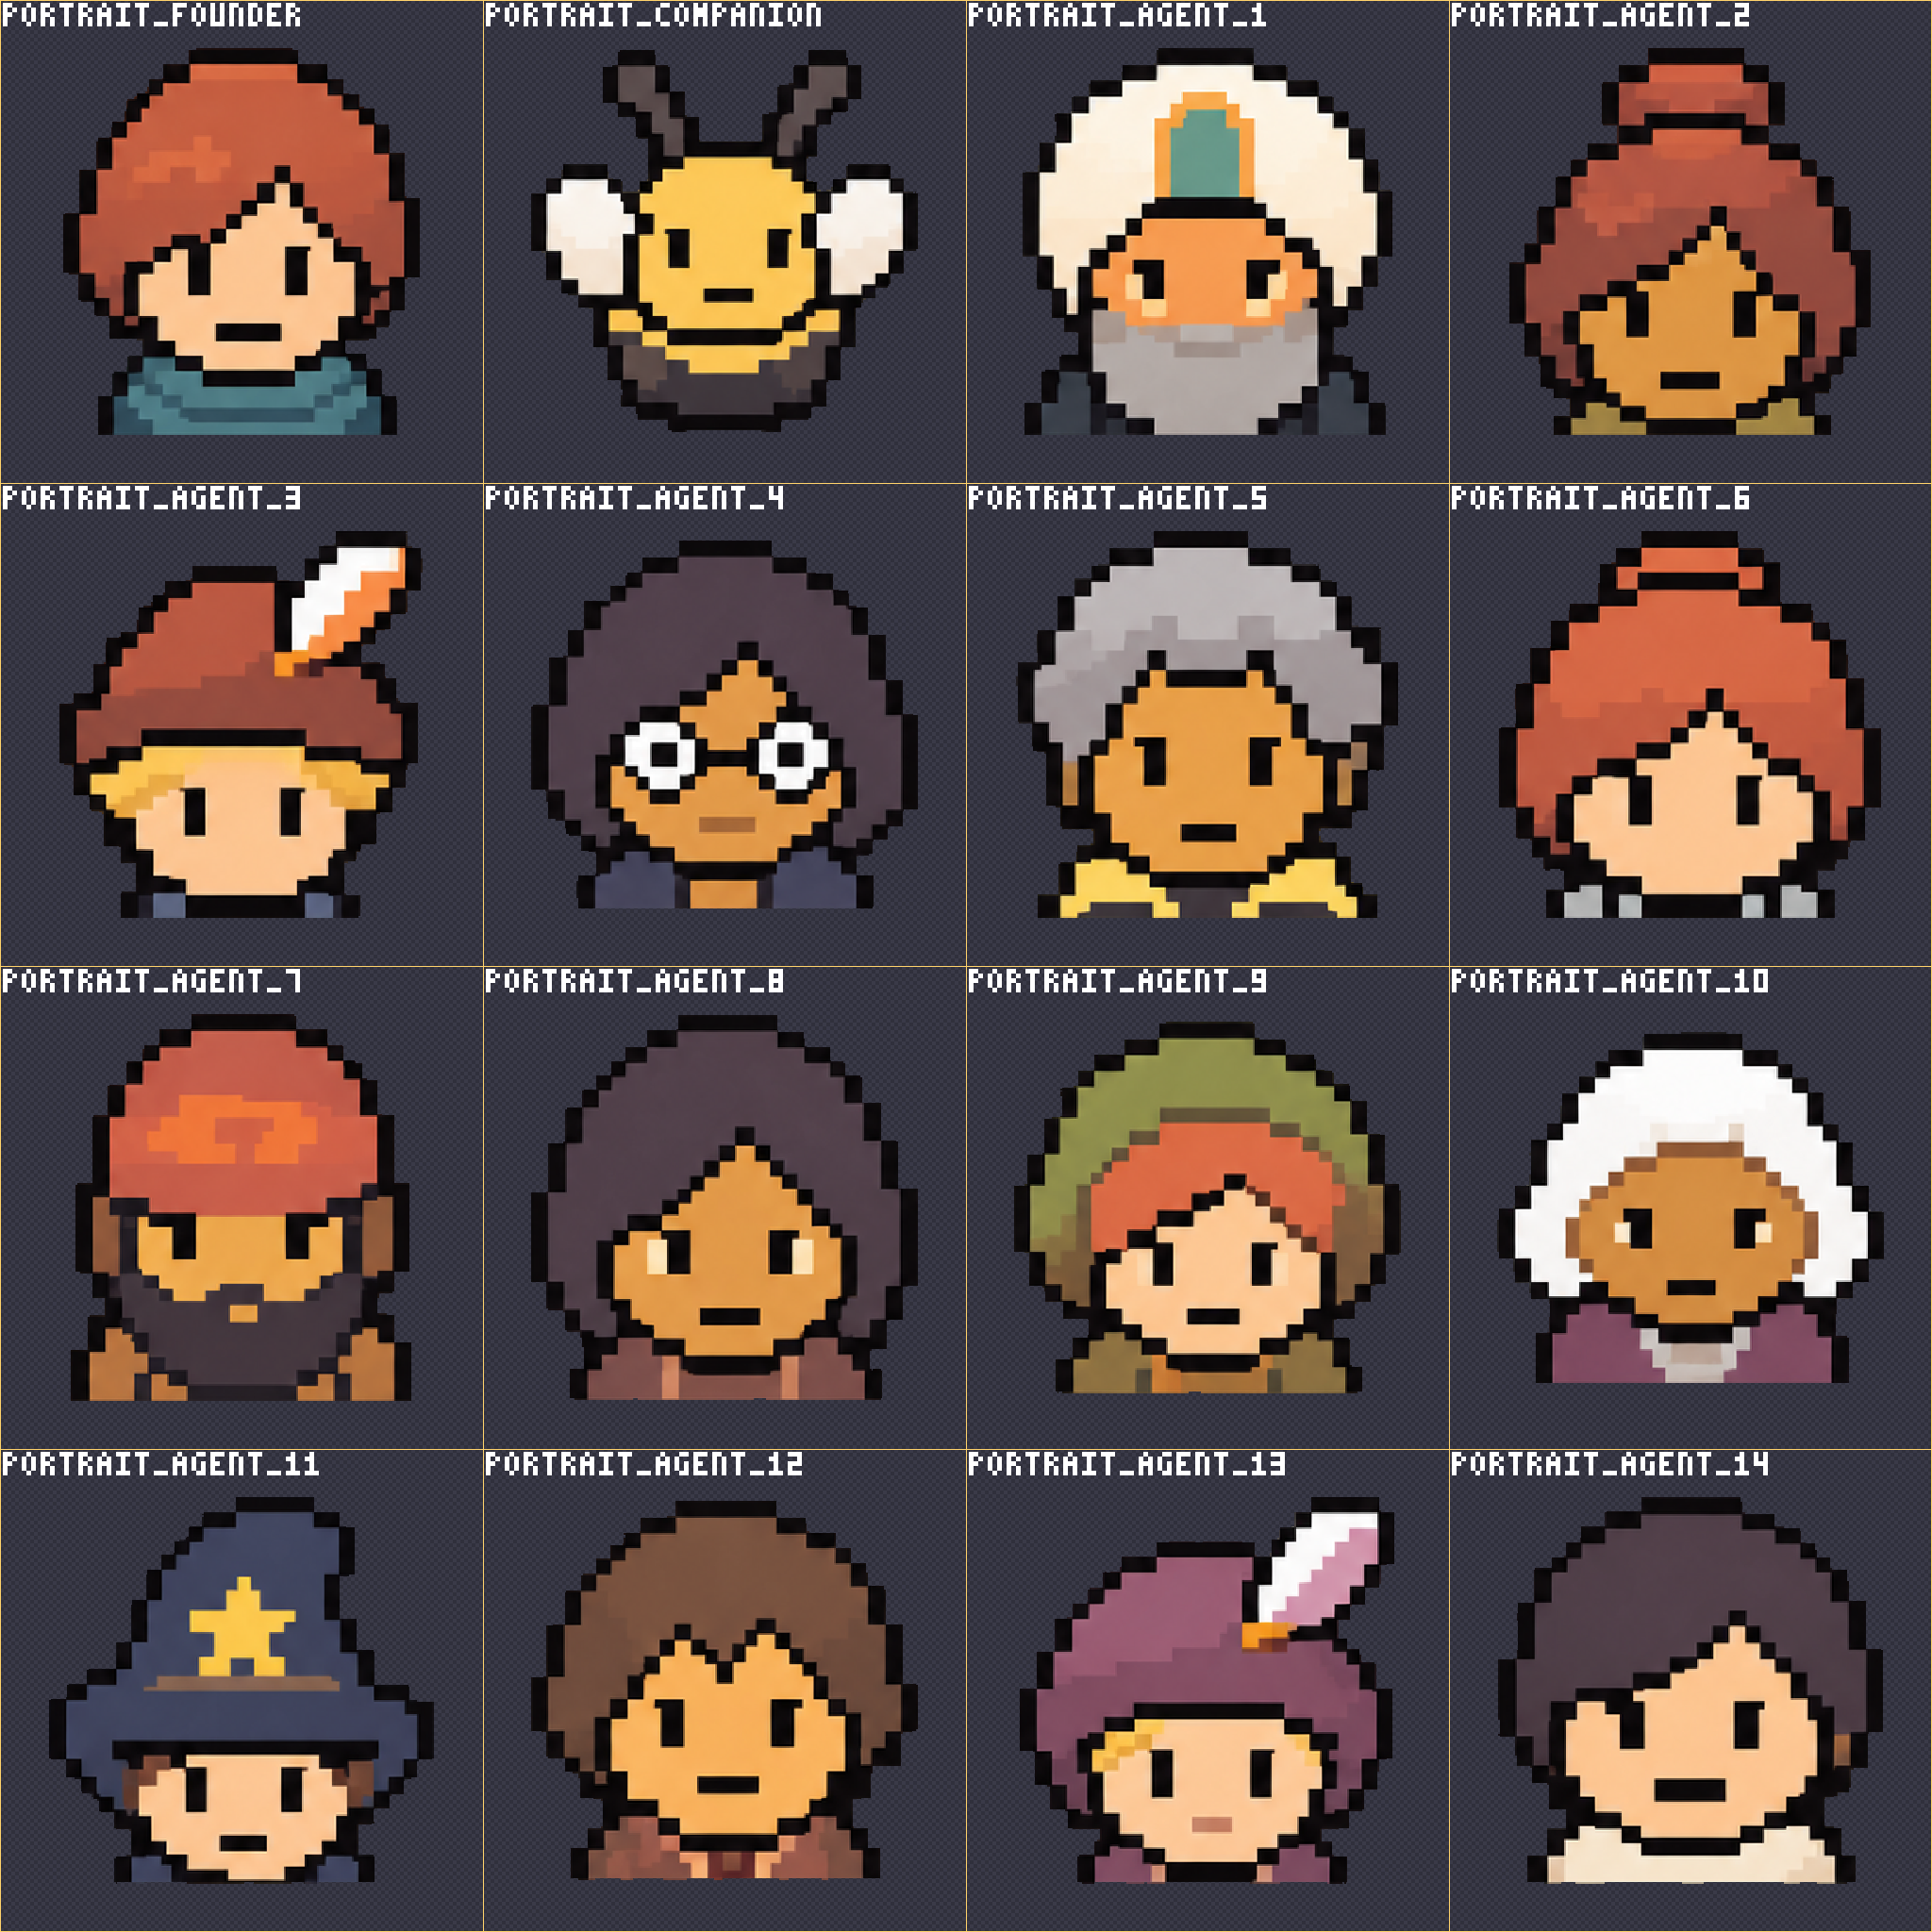 PORTRAIT_FOUNDER
PORTRAIT_COMPANION
PORTRAIT_AGENT_1
PORTRAIT_AGENT_2
PORTRAIT_AGENT_3
PORTRAIT_AGENT_4
PORTRAIT_AGENT_5
PORTRAIT_AGENT_6
PORTRAIT_AGENT_7
PORTRAIT_AGENT_8
PORTRAIT_AGENT_9
PORTRAIT_AGENT_10
PORTRAIT_AGENT_11
PORTRAIT_AGENT_12
PORTRAIT_AGENT_13
PORTRAIT_AGENT_14